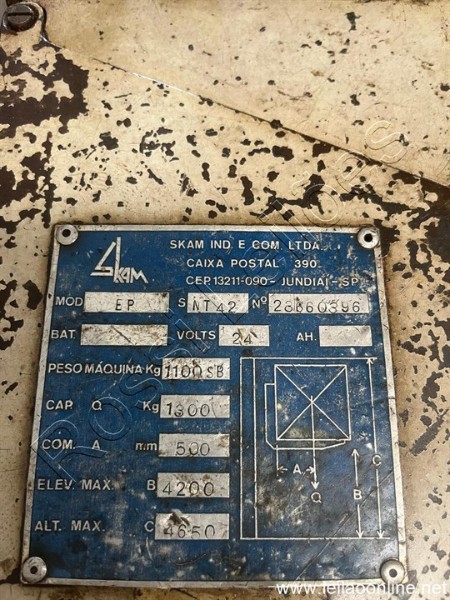 SKAM
SKAM IND. E COM. LTDA.
CAIXA POSTAL 390
CEP. 13211-090 - JUNDIAÍ - SP
MOD EP S NT 42 Nº 28660396
BAT. VOLTS 24 AH.
PESO MÁQUINA Kg 1100 SB
CAP. Q Kg 1300
COM. A mm 500
ELEV. MAX. B 4200
ALT. MAX. C 4650
A
Q
B
C
www.leilaoonline.net